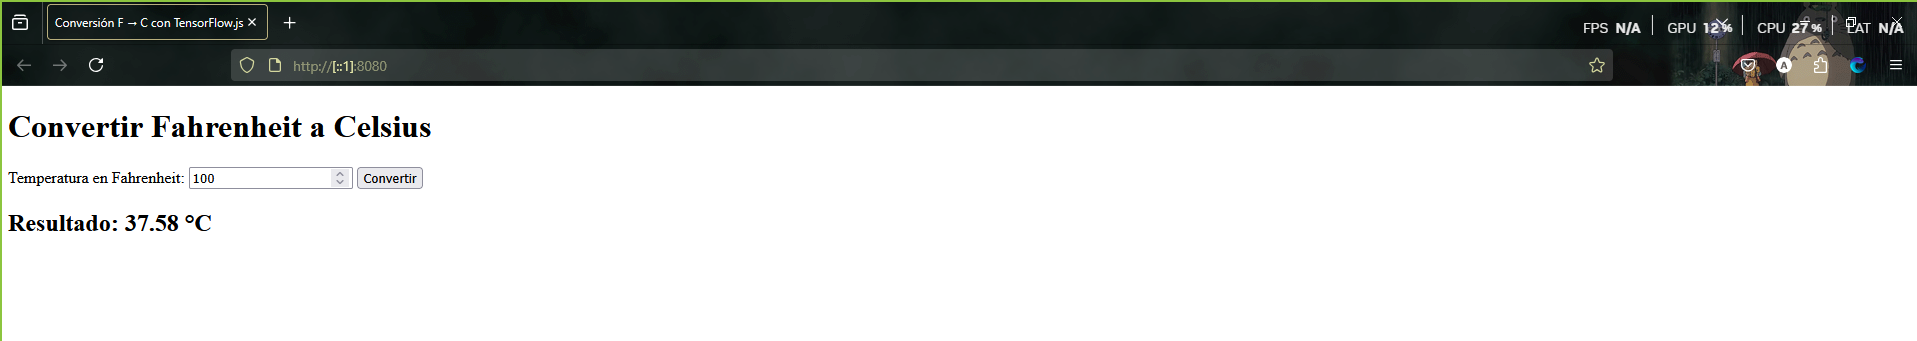 Conversión F → C con TensorFlow.js
FPS N/A GPU 12 % CPU 27 % LAT N/A
http://[::1]:8080
A
Convertir Fahrenheit a Celsius
Temperatura en Fahrenheit: 100 Convertir
Resultado: 37.58 °C